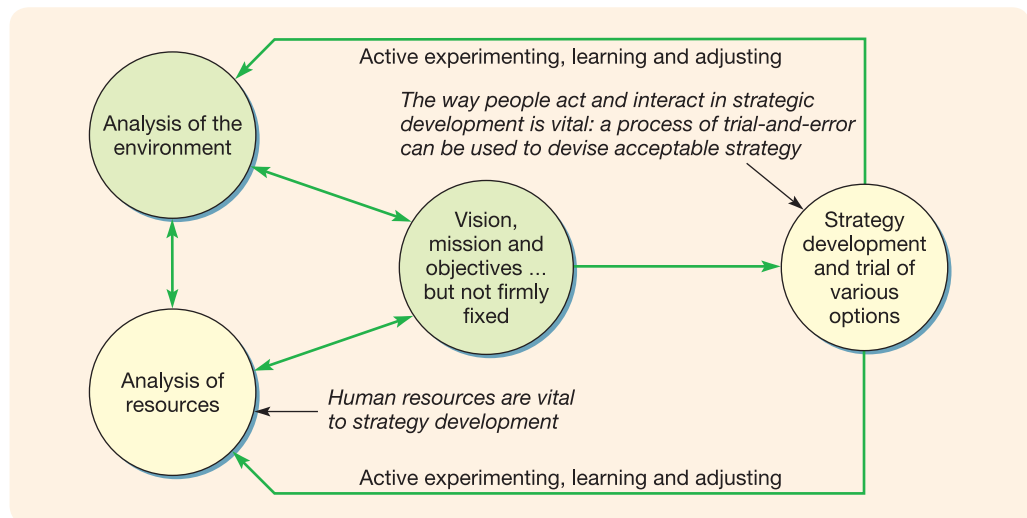 Active experimenting, learning and adjusting
The way people act and interact in strategic
development is vital: a process of trial-and-error
can be used to devise acceptable strategy
Analysis of the
environment
Vision,
mission and
objectives ...
but not firmly
fixed
Strategy
development
and trial of
various
options
Analysis of
resources
Human resources are vital
to strategy development
Active experimenting, learning and adjusting